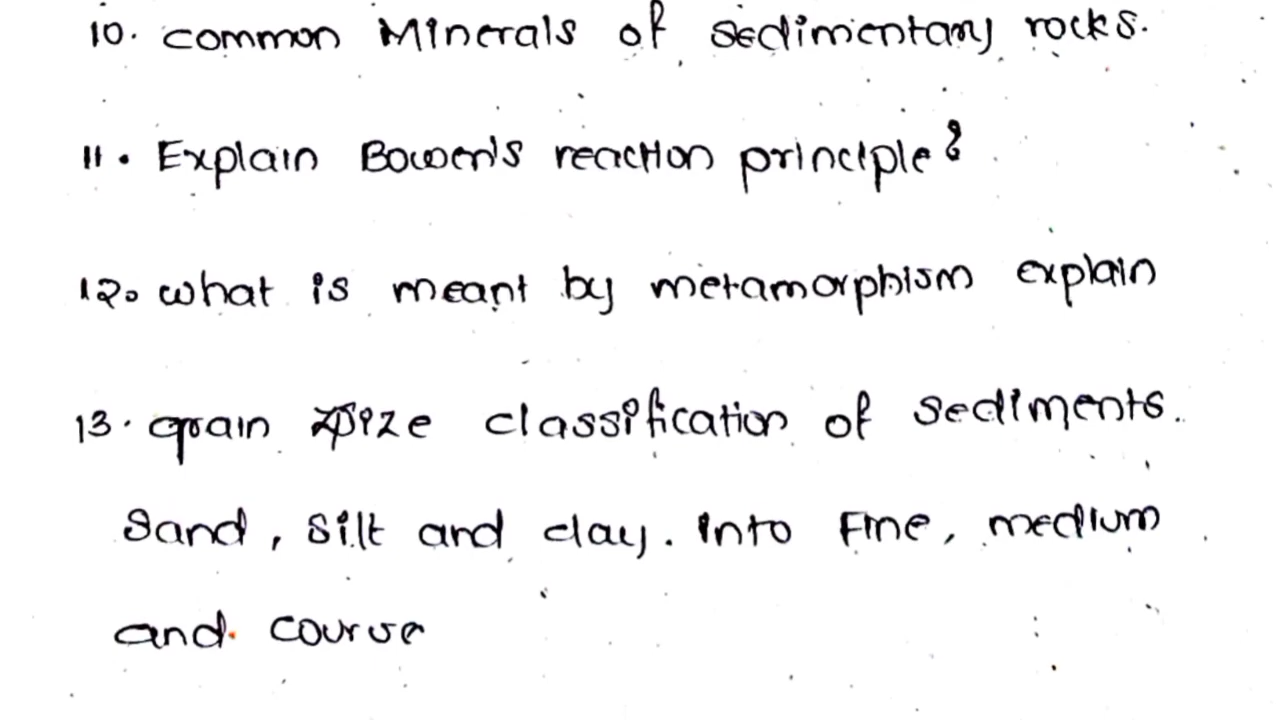 10. common Minerals of sedimentary rocks.
11. Explain Bowen's reaction principle?
12. what is meant by metamorphism explain
13. grain size classification of sediments.
sand, silt and clay. into Fine, medium
and course